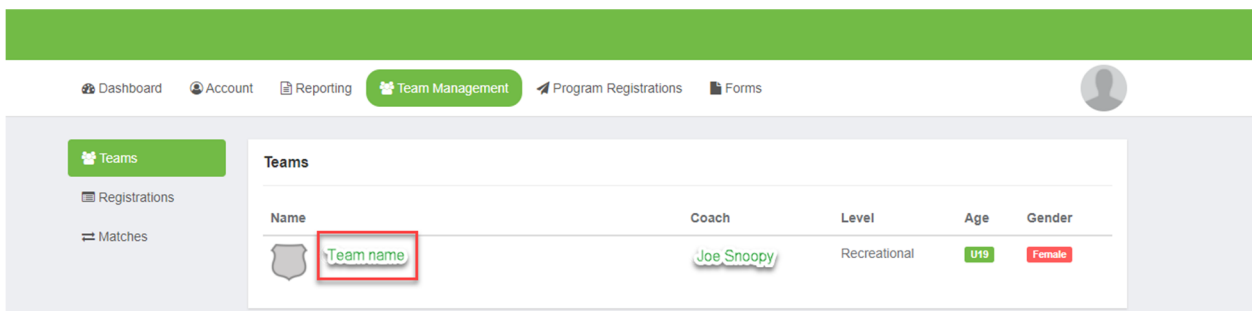 Dashboard Account Reporting Team Management Program Registrations Forms
Teams
Registrations
Matches
Teams
Name Coach Level Age Gender
Team name Joe Snoopy Recreational U19 Female